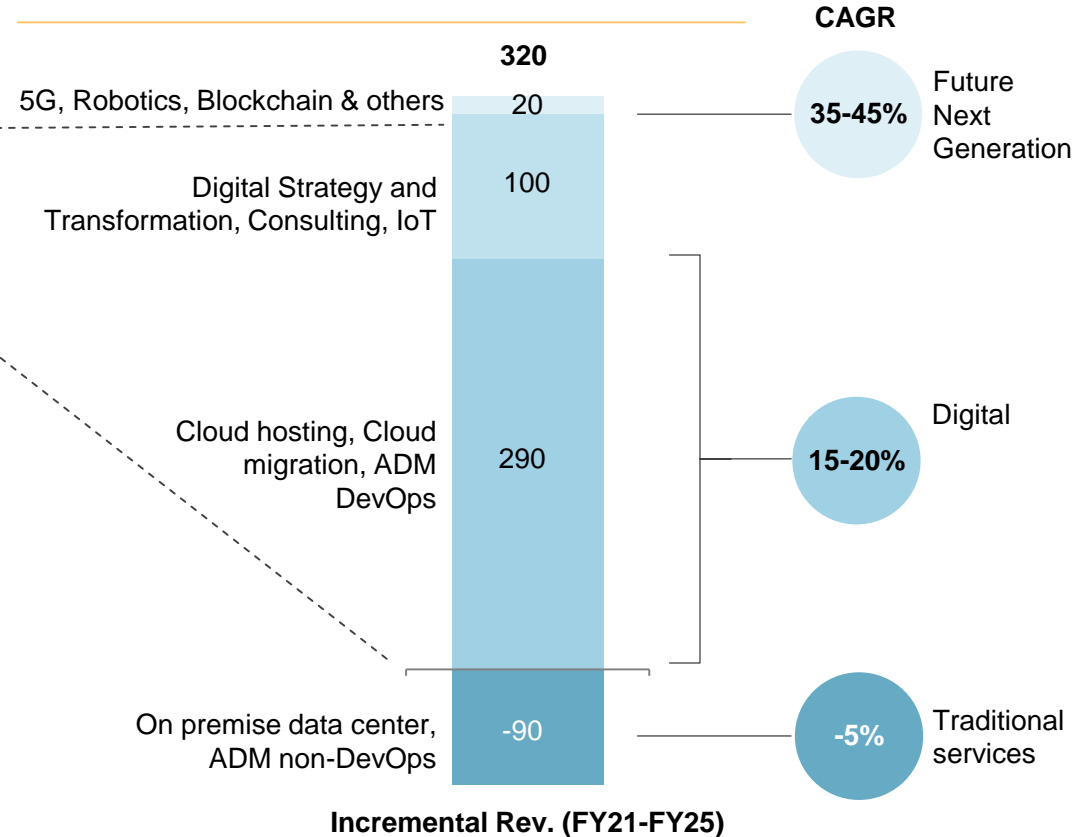 CAGR
320
5G, Robotics, Blockchain & others
20
35-45%
Future
Next
Generation
Digital Strategy and
Transformation, Consulting, IoT
100
Cloud hosting, Cloud
migration, ADM
DevOps
290
15-20%
Digital
On premise data center,
ADM non-DevOps
-90
-5%
Traditional
services
Incremental Rev. (FY21-FY25)